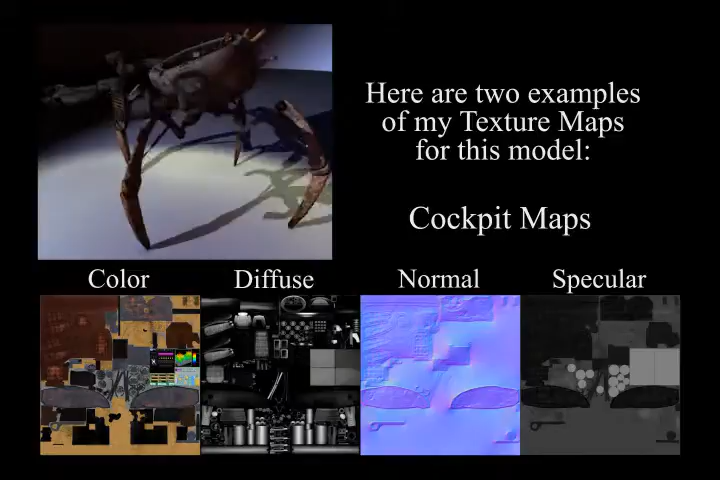 Here are two examples
of my Texture Maps
for this model:
Cockpit Maps
Color Diffuse Normal Specular